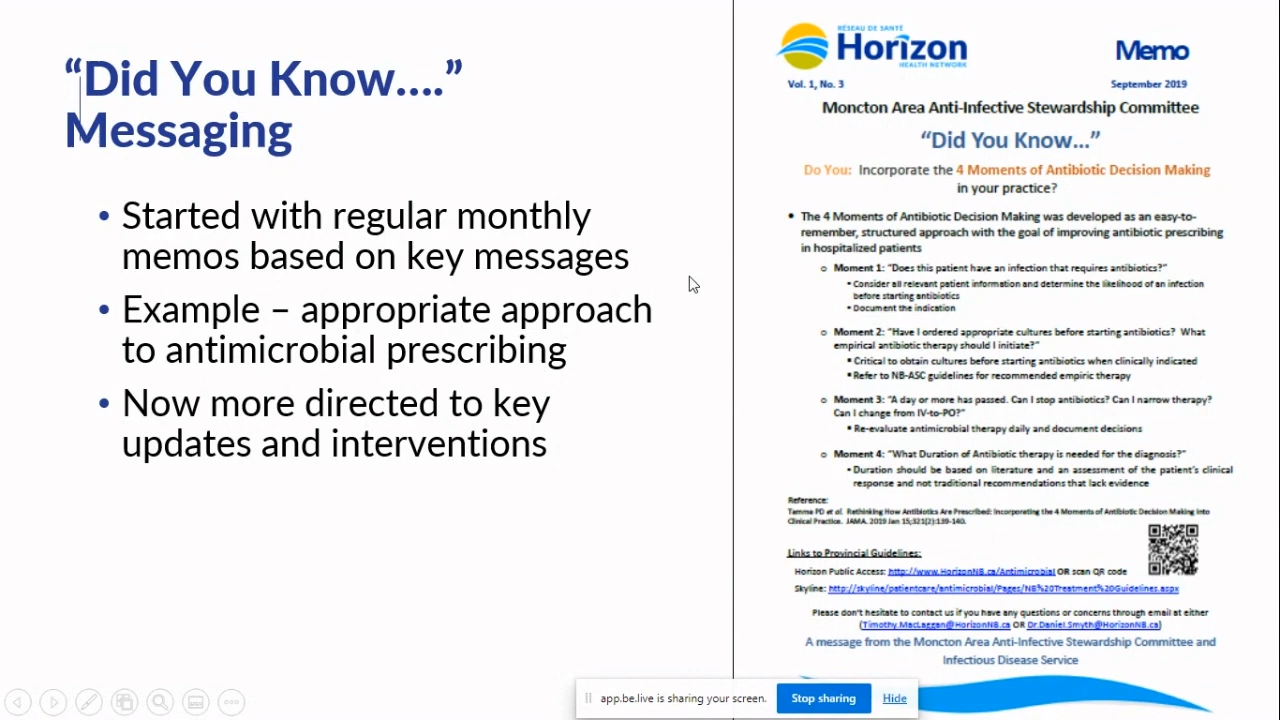 “Did You Know....”
Messaging
• Started with regular monthly
memos based on key messages
• Example – appropriate approach
to antimicrobial prescribing
• Now more directed to key
updates and interventions
RÉSEAU DE SANTÉ
Horizon
HEALTH NETWORK
Memo
Vol. 1, No. 3
September 2019
Moncton Area Anti-Infective Stewardship Committee
“Did You Know...”
Do You: Incorporate the 4 Moments of Antibiotic Decision Making
in your practice?
• The 4 Moments of Antibiotic Decision Making was developed as an easy-to-
remember, structured approach with the goal of improving antibiotic prescribing
in hospitalized patients
o Moment 1: “Does this patient have an infection that requires antibiotics?”
▪ Consider all relevant patient information and determine the likelihood of an infection
before starting antibiotics
▪ Document the indication
o Moment 2: “Have I ordered appropriate cultures before starting antibiotics? What
empirical antibiotic therapy should I initiate?”
▪ Critical to obtain cultures before starting antibiotics when clinically indicated
▪ Refer to NB-ASC guidelines for recommended empiric therapy
o Moment 3: “A day or more has passed. Can I stop antibiotics? Can I narrow therapy?
Can I change from IV-to-PO?”
▪ Re-evaluate antimicrobial therapy daily and document decisions
o Moment 4: “What Duration of Antibiotic therapy is needed for the diagnosis?”
▪ Duration should be based on literature and an assessment of the patient’s clinical
response and not traditional recommendations that lack evidence
Reference:
Tamma PD et al. Rethinking How Antibiotics Are Prescribed: Incorporating the 4 Moments of Antibiotic Decision Making into
Clinical Practice. JAMA. 2019 Jan 15;321(2):139-140.
Links to Provincial Guidelines:
Horizon Public Access: http://www.HorizonNB.ca/Antimicrobial OR scan QR code
Skyline: http://skyline/patientcare/antimicrobial/Pages/NB%20Treatment%20Guidelines.aspx
Please don’t hesitate to contact us if you have any questions or concerns through email at either
(Timothy.MacLaggan@HorizonNB.ca OR Dr.Daniel.Smyth@HorizonNB.ca)
A message from the Moncton Area Anti-Infective Stewardship Committee and
Infectious Disease Service
app.be.live is sharing your screen. Stop sharing Hide